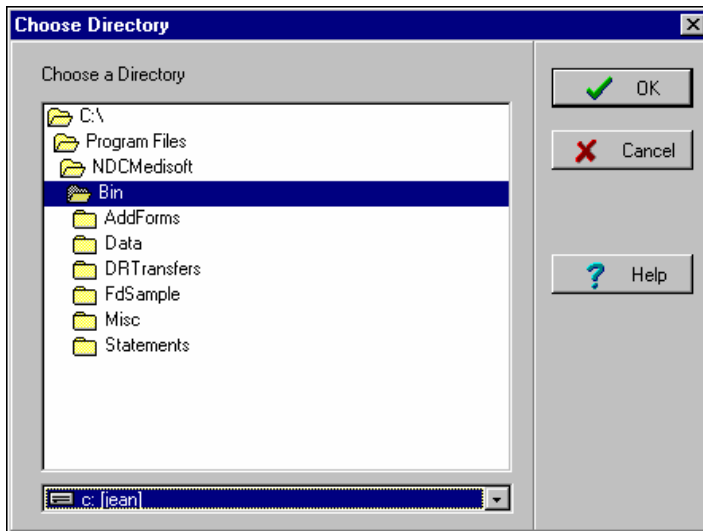 Choose Directory
Choose a Directory
C:\
Program Files
NDCMedisoft
Bin
AddForms
Data
DRTransfers
FdSample
Misc
Statements
c: [jean]
OK
Cancel
Help